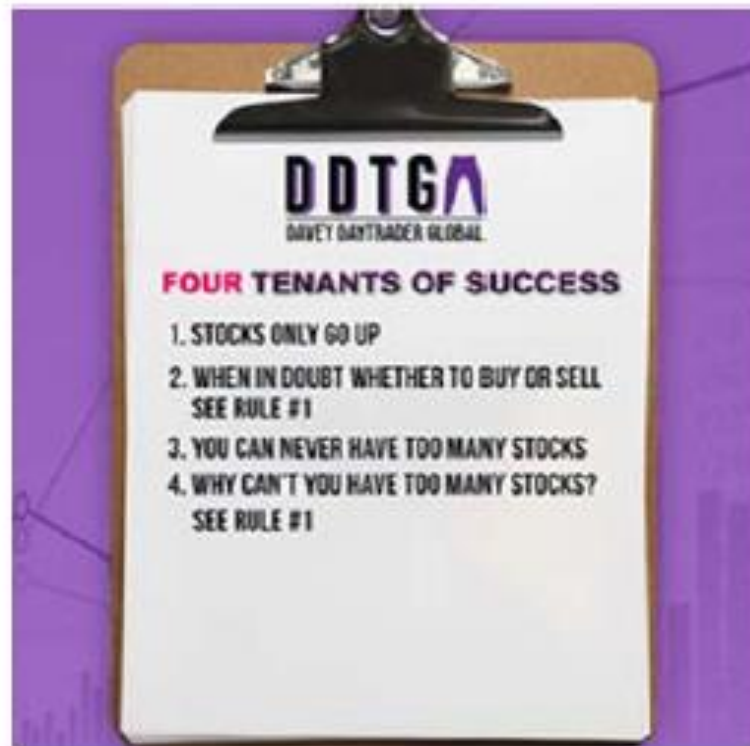 DDTG
DAVEY DAYTRADER GLOBAL
FOUR TENANTS OF SUCCESS
1. STOCKS ONLY GO UP
2. WHEN IN DOUBT WHETHER TO BUY OR SELL
SEE RULE #1
3. YOU CAN NEVER HAVE TOO MANY STOCKS
4. WHY CAN'T YOU HAVE TOO MANY STOCKS?
SEE RULE #1